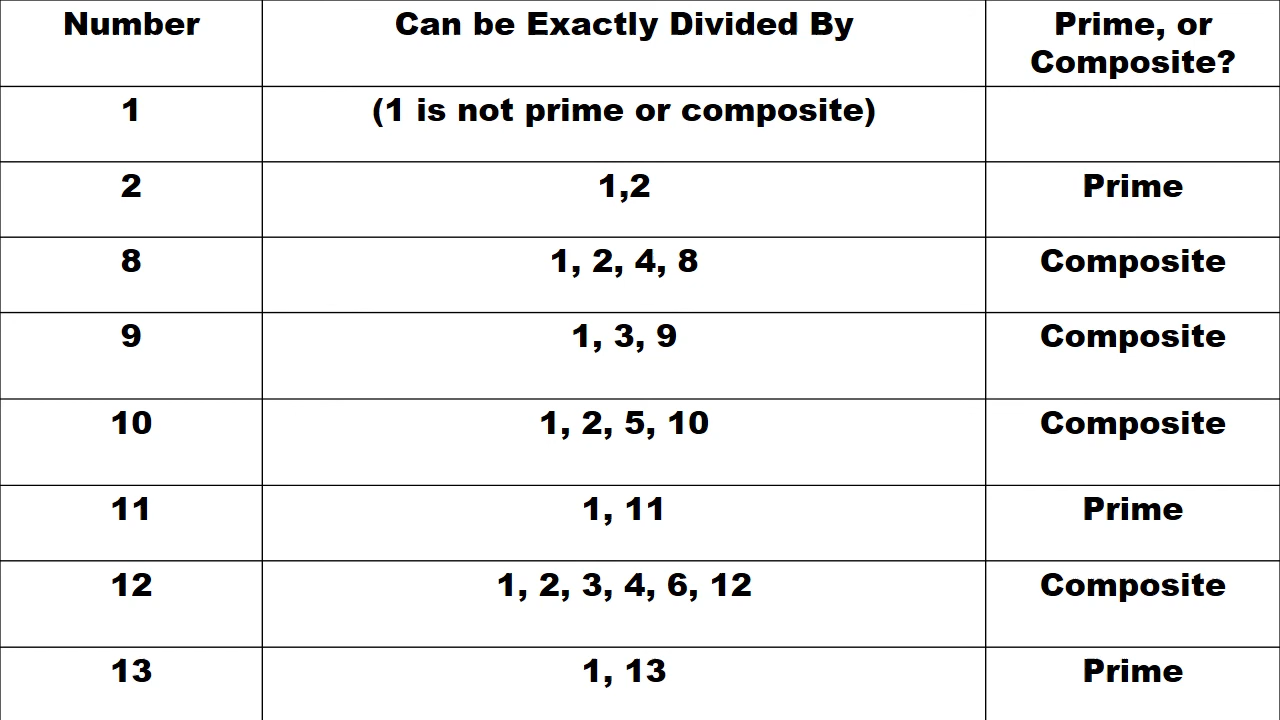 Number Can be Exactly Divided By Prime, or
Composite?
1 (1 is not prime or composite)
2 1,2 Prime
8 1, 2, 4, 8 Composite
9 1, 3, 9 Composite
10 1, 2, 5, 10 Composite
11 1, 11 Prime
12 1, 2, 3, 4, 6, 12 Composite
13 1, 13 Prime